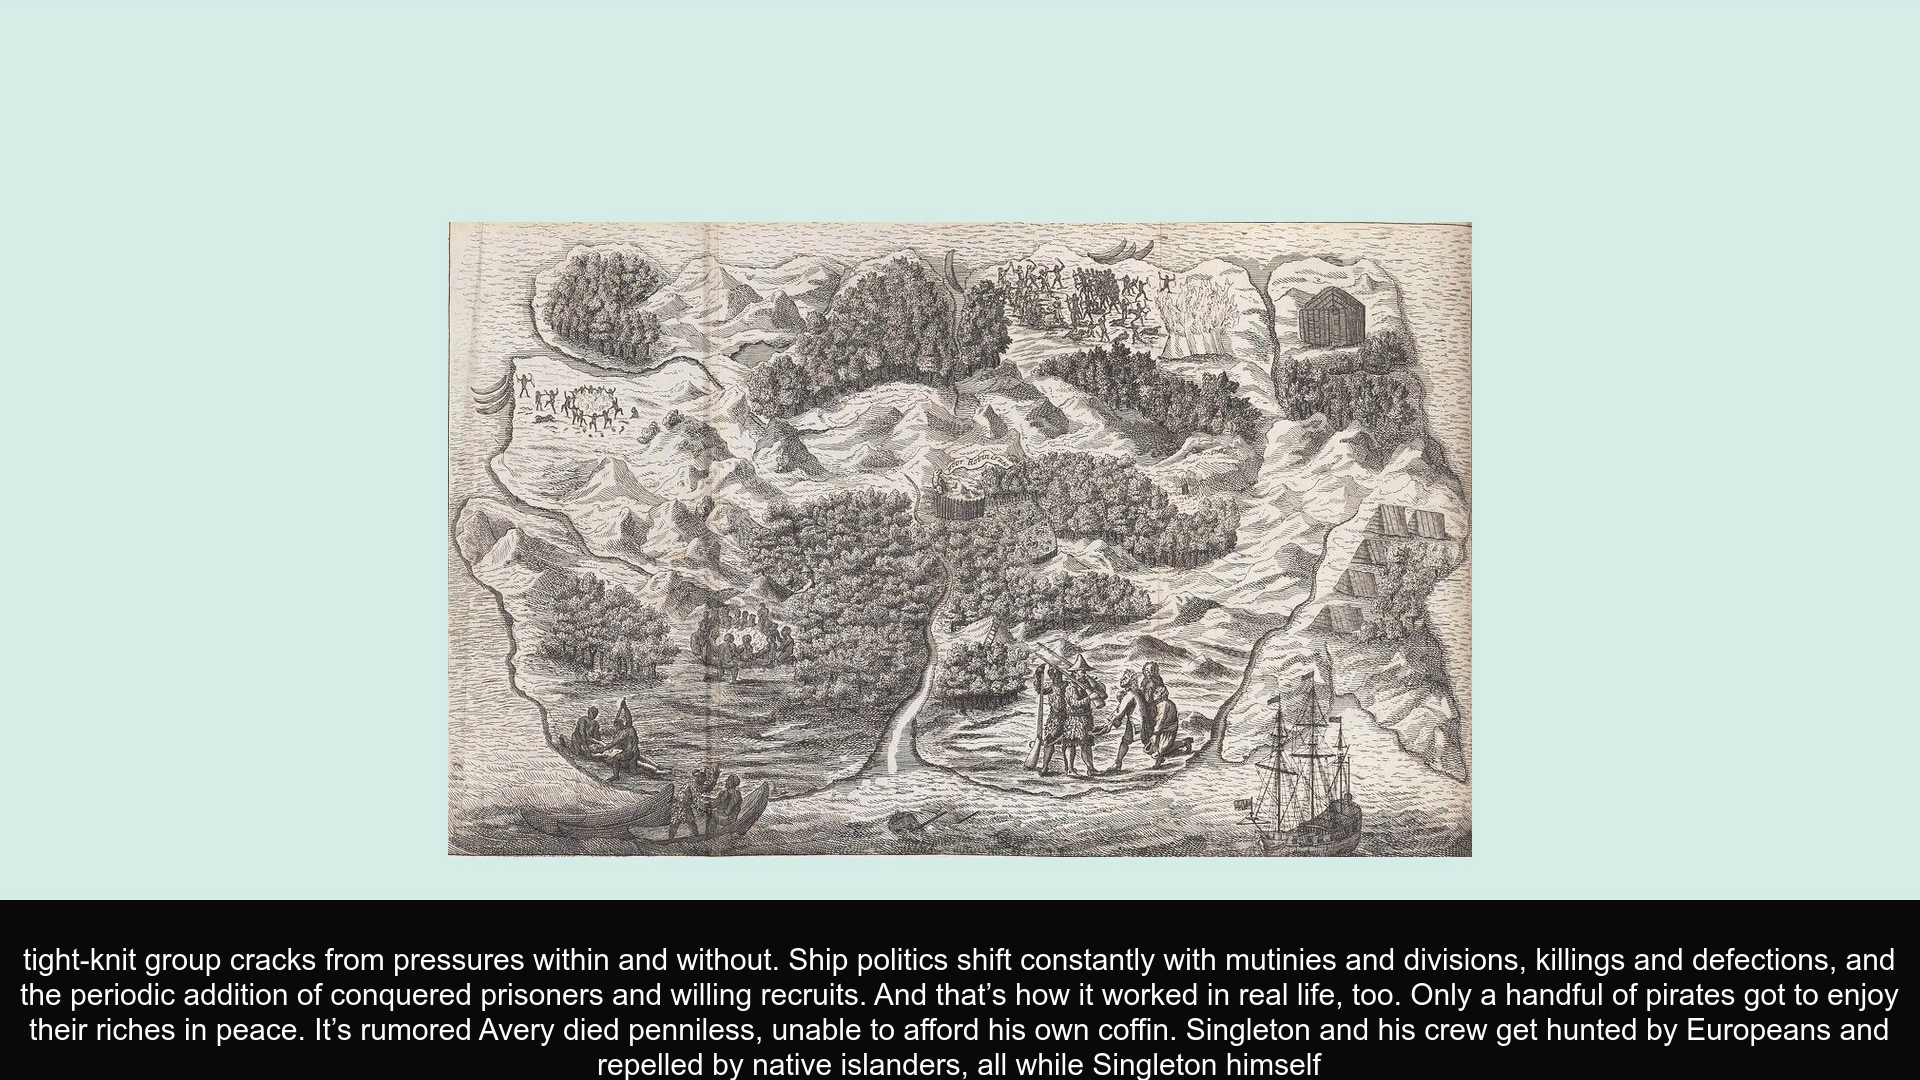 tight-knit group cracks from pressures within and without. Ship politics shift constantly with mutinies and divisions, killings and defections, and
the periodic addition of conquered prisoners and willing recruits. And that’s how it worked in real life, too. Only a handful of pirates got to enjoy
their riches in peace. It’s rumored Avery died penniless, unable to afford his own coffin. Singleton and his crew get hunted by Europeans and
repelled by native islanders, all while Singleton himself